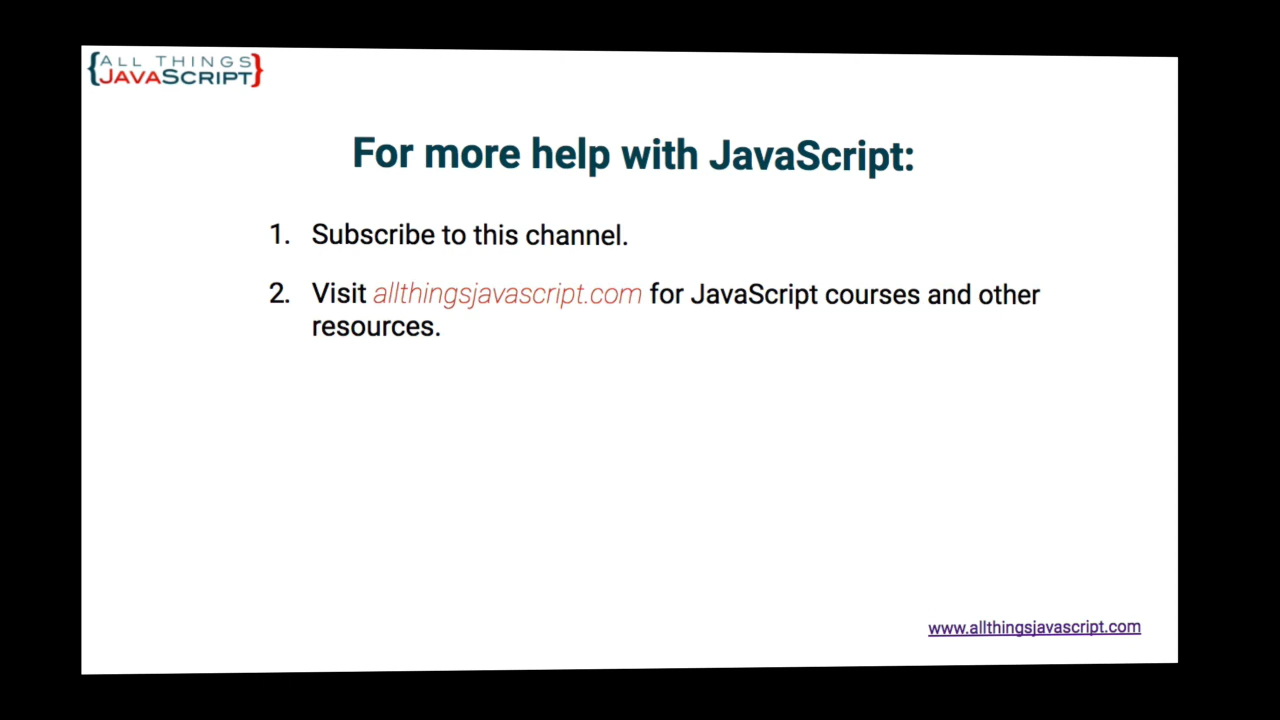 {ALL THINGS
JAVASCRIPT}
For more help with JavaScript:
1. Subscribe to this channel.
2. Visit allthingsjavascript.com for JavaScript courses and other
resources.
www.allthingsjavascript.com